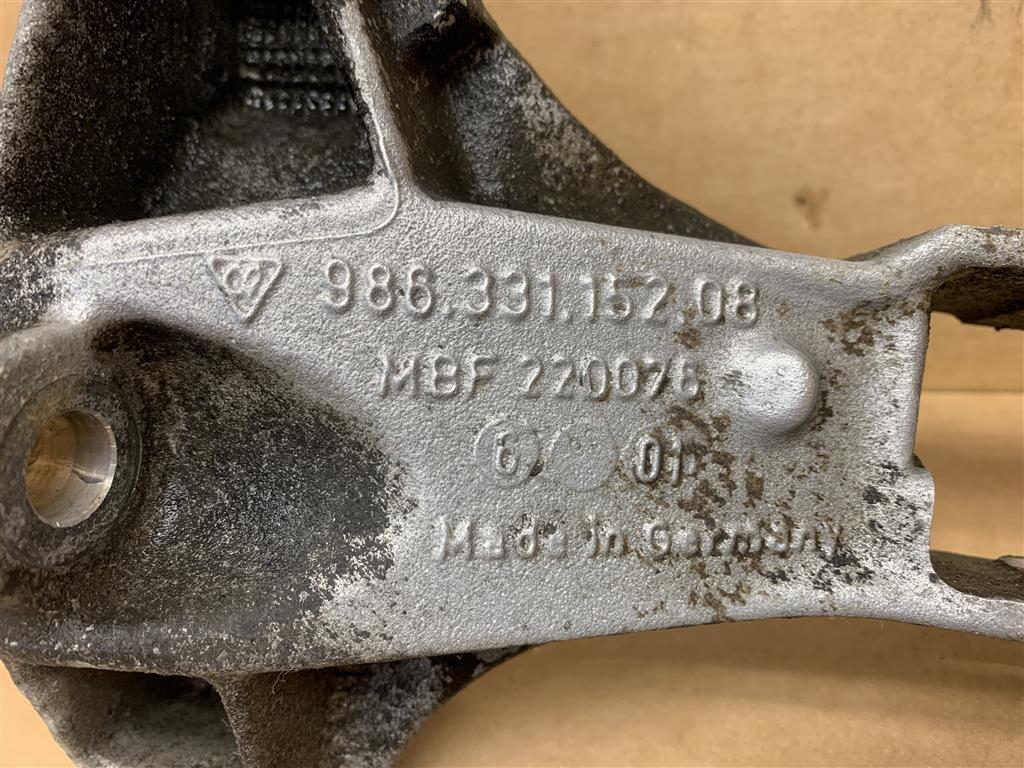 986.331.152.08
MBF 220076
6 01
Made in Germany